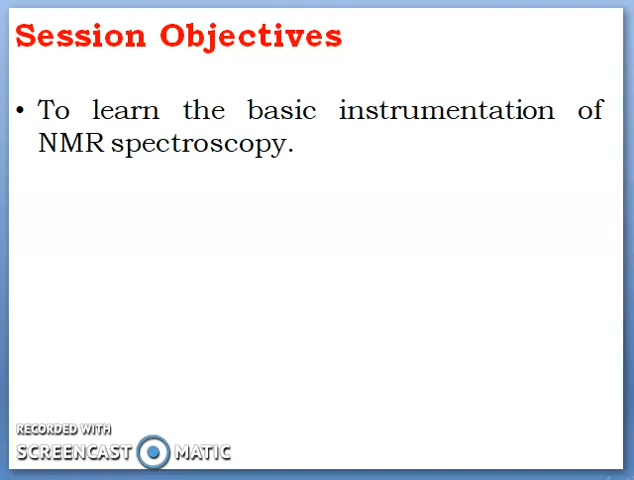 Session Objectives
• To learn the basic instrumentation of
NMR spectroscopy.
RECORDED WITH
SCREENCAST MATIC